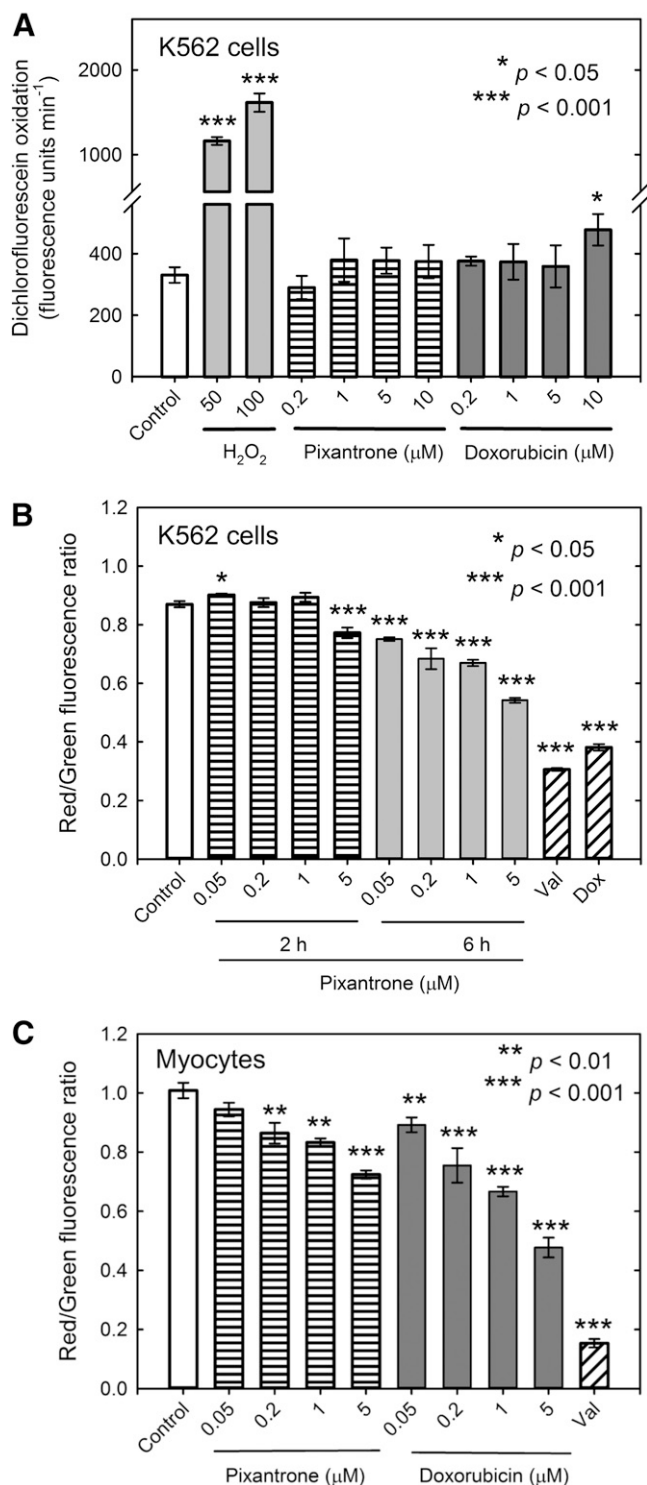 A
K562 cells
* p < 0.05
*** p < 0.001
Dichlorofluorescein oxidation
(fluorescence units min⁻¹)
2000
1000
400
200
0
***
***
*
Control
50
100
0.2
1
5
10
0.2
1
5
10
H₂O₂
Pixantrone (μM)
Doxorubicin (μM)
B
K562 cells
* p < 0.05
*** p < 0.001
Red/Green fluorescence ratio
1.2
1.0
0.8
0.6
0.4
0.2
0.0
*
***
***
***
***
***
***
***
Control
0.05
0.2
1
5
0.05
0.2
1
5
Val
Dox
2 h
6 h
Pixantrone (μM)
C
Myocytes
** p < 0.01
*** p < 0.001
Red/Green fluorescence ratio
1.2
1.0
0.8
0.6
0.4
0.2
0.0
**
**
***
**
***
***
***
***
Control
0.05
0.2
1
5
0.05
0.2
1
5
Val
Pixantrone (μM)
Doxorubicin (μM)